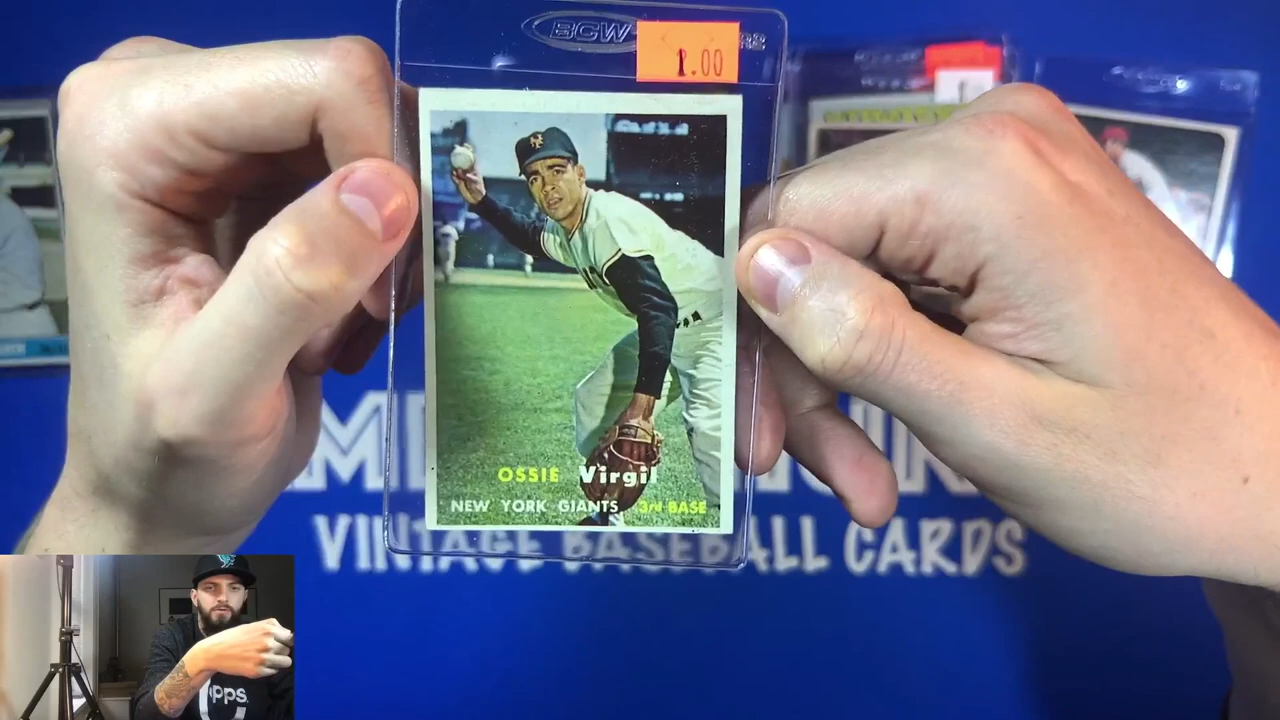 BCW
1.00
OSSIE Virgil
NEW YORK GIANTS 3rd BASE
VINTAGE BASEBALL CARDS